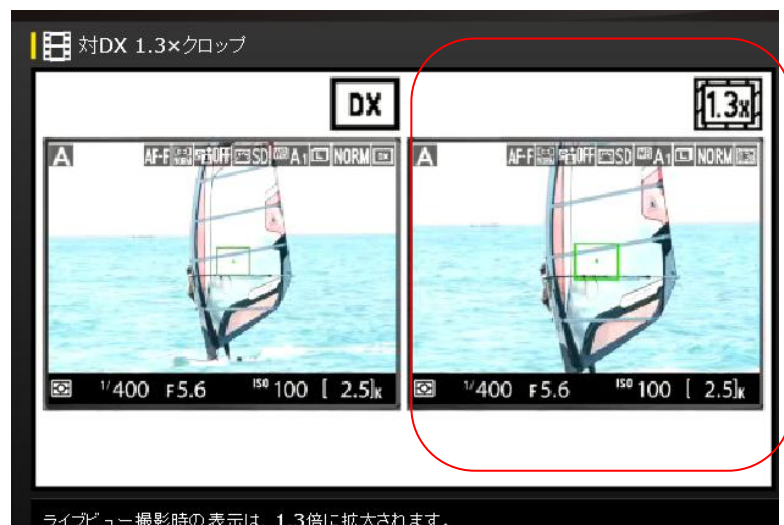 対DX 1.3×クロップ
DX
1.3x
A AF-F NORM OFF SD A1 L NORM DX
A AF-F OFF SD A1 L NORM
1/400 F5.6 ISO 100 [ 2.5]K
1/400 F5.6 ISO 100 [ 2.5]K
ライブビュー撮影時の表示は、1.3倍に拡大されます。